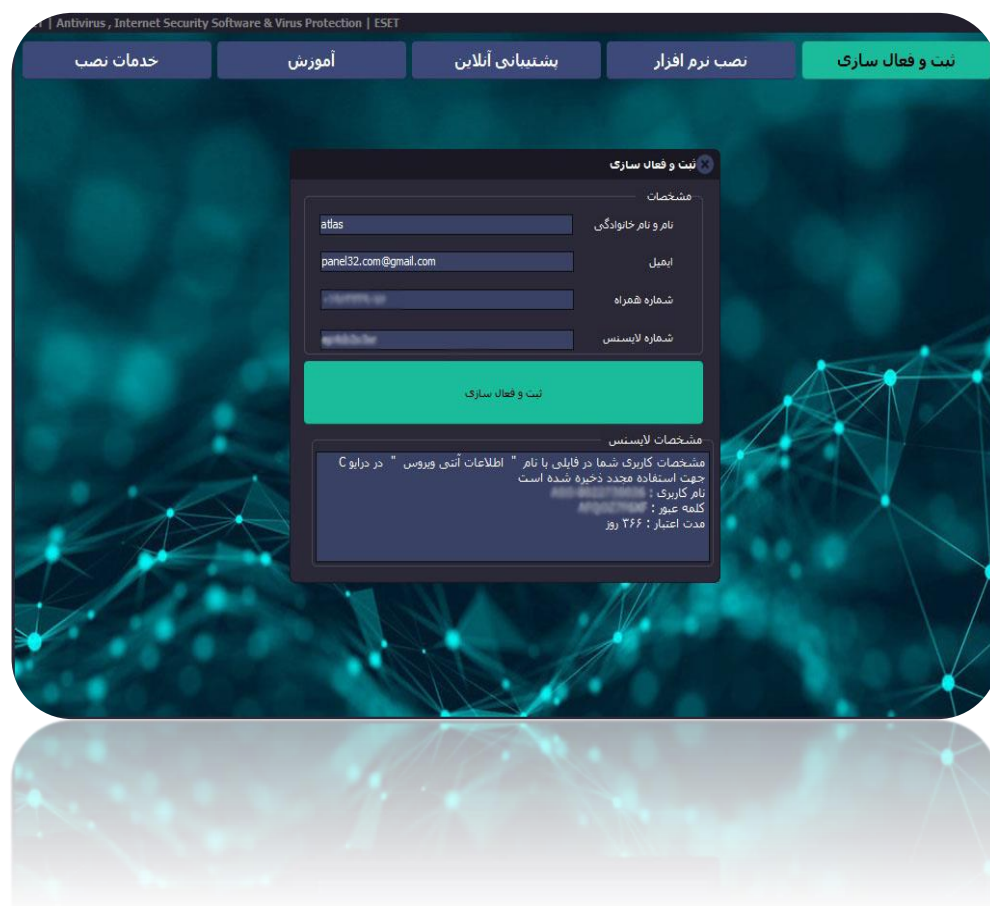 | Antivirus , Internet Security Software & Virus Protection | ESET
ثبت و فعال سازی
نصب نرم افزار
پشتیبانی آنلاین
آموزش
خدمات نصب
ثبت و فعال سازی
مشخصات
نام و نام خانوادگی
atlas
ایمیل
panel32.com@gmail.com
شماره همراه
شماره لایسنس
ثبت و فعال سازی
مشخصات لایسنس
مشخصات کاربری شما در فایلی با نام " اطلاعات آنتی ویروس " در درایو C
جهت استفاده مجدد ذخیره شده است
نام کاربری :
کلمه عبور :
مدت اعتبار : ۳۶۶ روز